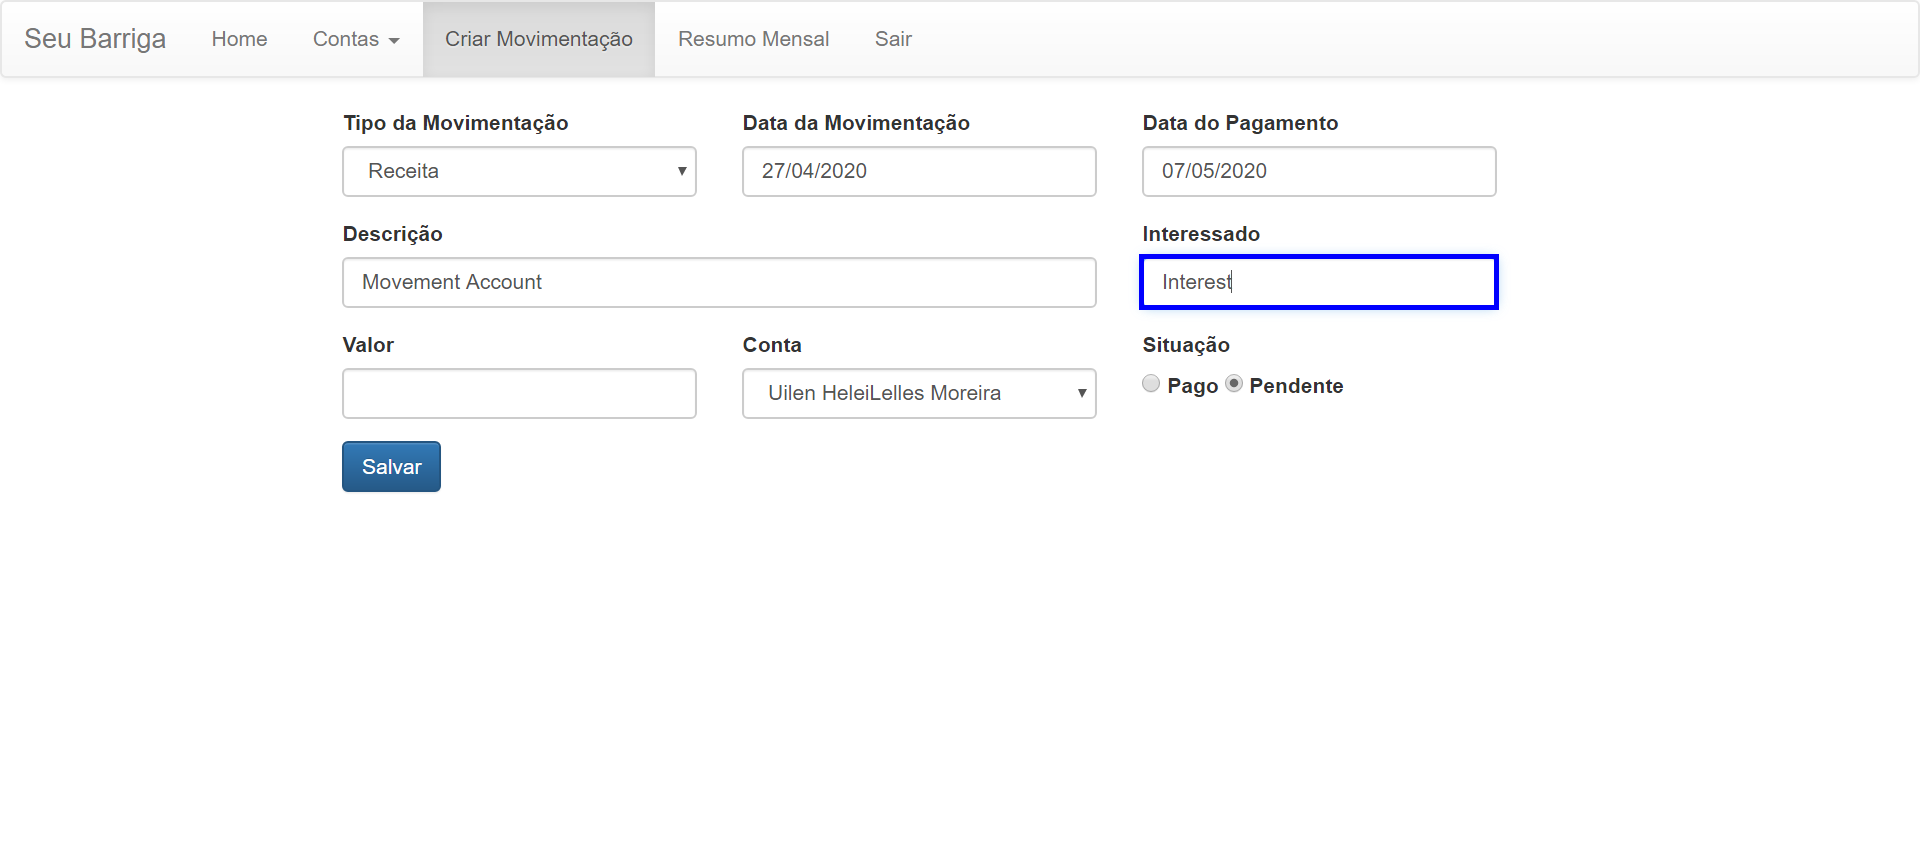 Seu Barriga Home Contas Criar Movimentação Resumo Mensal Sair
Tipo da Movimentação Data da Movimentação Data do Pagamento
Receita 27/04/2020 07/05/2020
Descrição Interessado
Movement Account Interest
Valor Conta Situação
Uilen HeleiLelles Moreira Pago Pendente
Salvar